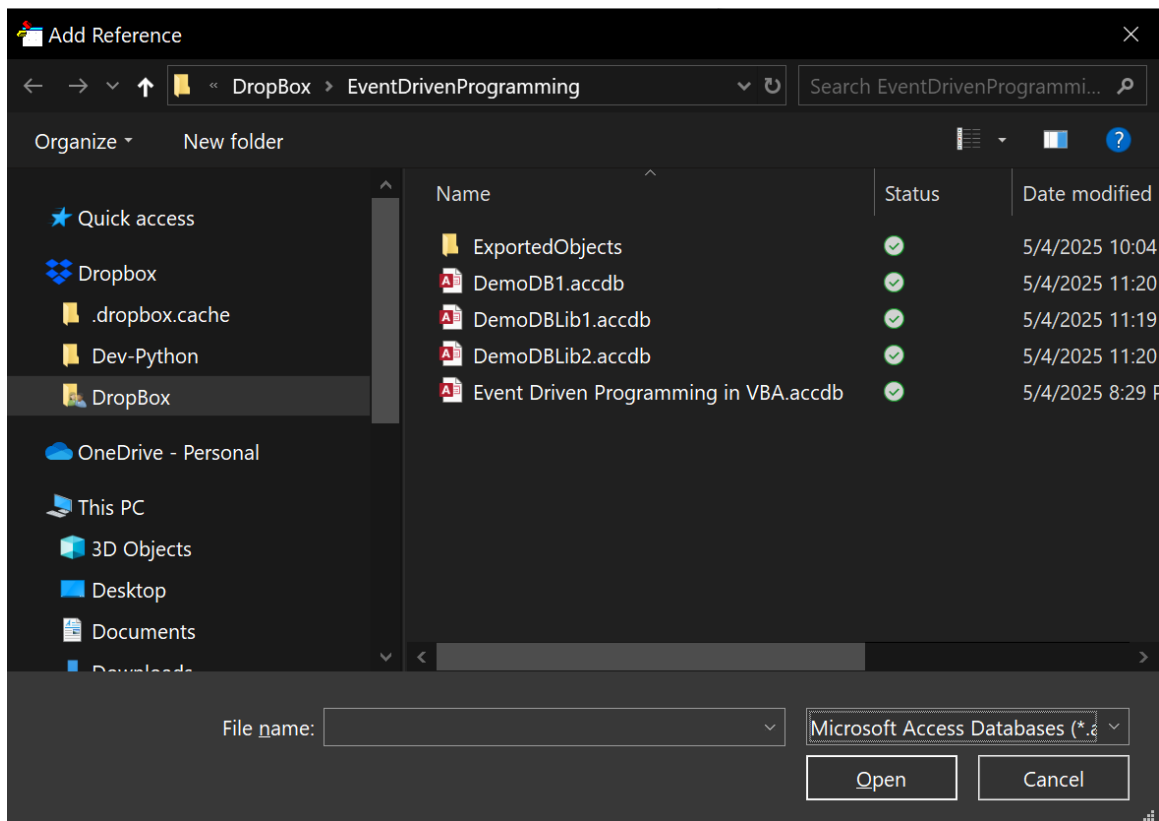 Add Reference
« DropBox > EventDrivenProgramming
Search EventDrivenProgrammi...
Organize
New folder
?
Quick access
Dropbox
.dropbox.cache
Dev-Python
DropBox
OneDrive - Personal
This PC
3D Objects
Desktop
Documents
Downloads
Name Status Date modified
ExportedObjects 5/4/2025 10:04
DemoDB1.accdb 5/4/2025 11:20
DemoDBLib1.accdb 5/4/2025 11:19
DemoDBLib2.accdb 5/4/2025 11:20
Event Driven Programming in VBA.accdb 5/4/2025 8:29
File name:
Microsoft Access Databases (*.a
Open
Cancel